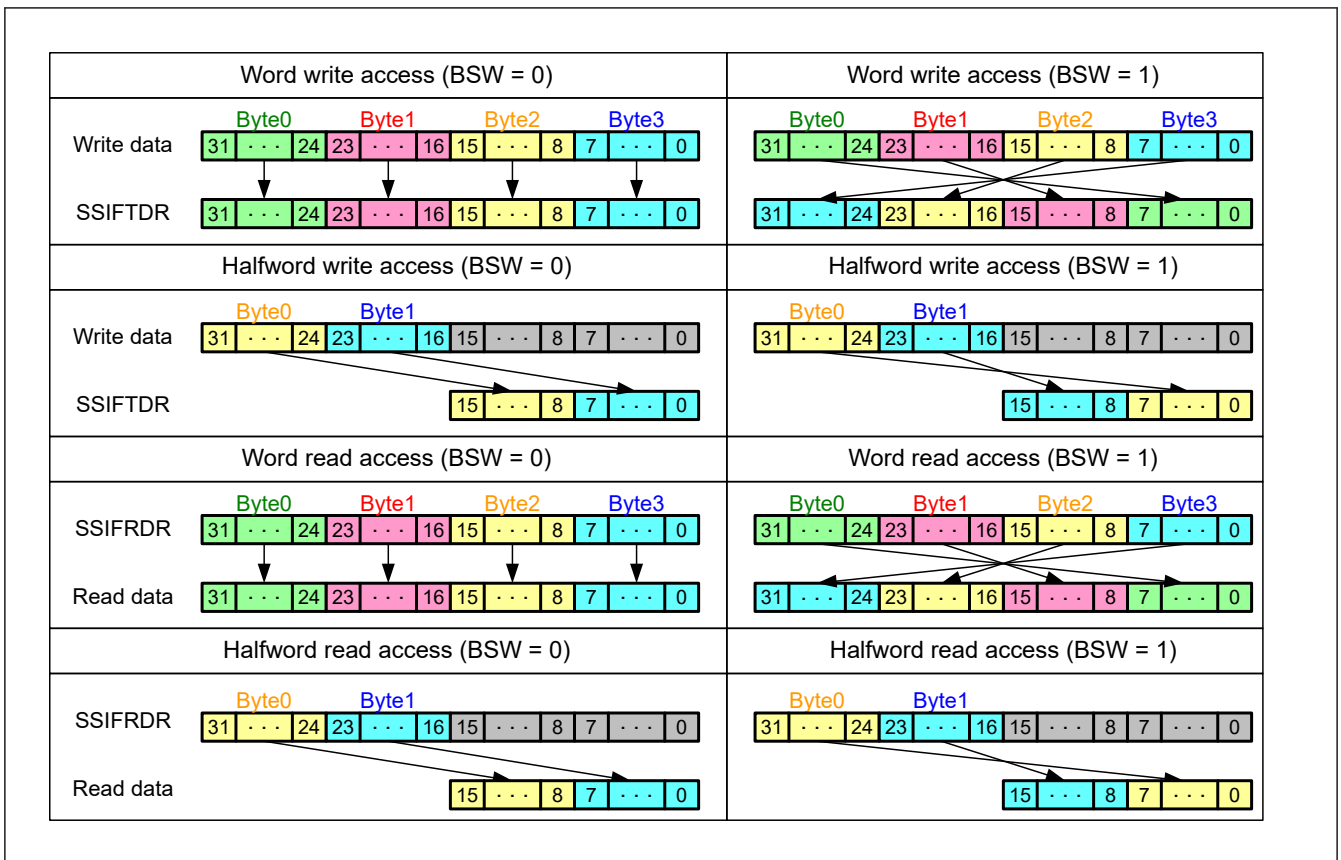 Word write access (BSW = 0)
Word write access (BSW = 1)
Byte0 Byte1 Byte2 Byte3
Byte0 Byte1 Byte2 Byte3
Write data 31 · · · 24 23 · · · 16 15 · · · 8 7 · · · 0
31 · · · 24 23 · · · 16 15 · · · 8 7 · · · 0
SSIFTDR 31 · · · 24 23 · · · 16 15 · · · 8 7 · · · 0
31 · · · 24 23 · · · 16 15 · · · 8 7 · · · 0
Halfword write access (BSW = 0)
Halfword write access (BSW = 1)
Byte0 Byte1
Byte0 Byte1
Write data 31 · · · 24 23 · · · 16 15 · · · 8 7 · · · 0
31 · · · 24 23 · · · 16 15 · · · 8 7 · · · 0
SSIFTDR 15 · · · 8 7 · · · 0
15 · · · 8 7 · · · 0
Word read access (BSW = 0)
Word read access (BSW = 1)
Byte0 Byte1 Byte2 Byte3
Byte0 Byte1 Byte2 Byte3
SSIFRDR 31 · · · 24 23 · · · 16 15 · · · 8 7 · · · 0
31 · · · 24 23 · · · 16 15 · · · 8 7 · · · 0
Read data 31 · · · 24 23 · · · 16 15 · · · 8 7 · · · 0
31 · · · 24 23 · · · 16 15 · · · 8 7 · · · 0
Halfword read access (BSW = 0)
Halfword read access (BSW = 1)
Byte0 Byte1
Byte0 Byte1
SSIFRDR 31 · · · 24 23 · · · 16 15 · · · 8 7 · · · 0
31 · · · 24 23 · · · 16 15 · · · 8 7 · · · 0
Read data 15 · · · 8 7 · · · 0
15 · · · 8 7 · · · 0